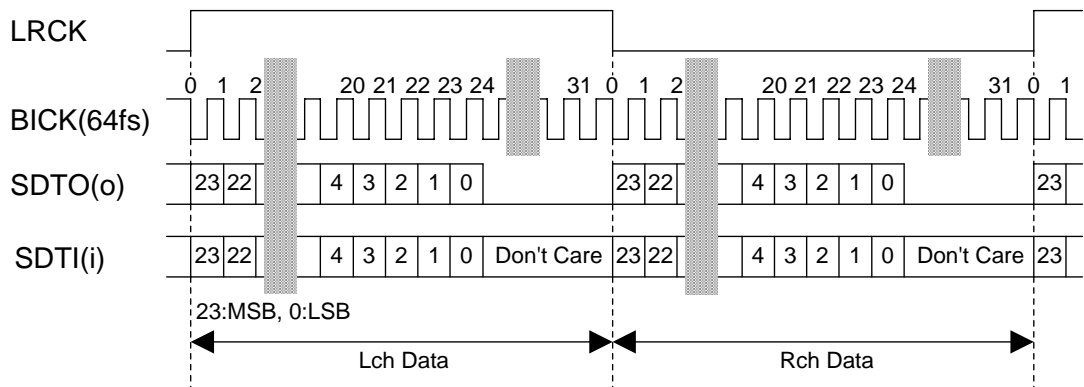 LRCK
0 1 2 20 21 22 23 24 31 0 1 2 20 21 22 23 24 31 0 1
BICK(64fs)
SDTO(o) 23 22 4 3 2 1 0 23 22 4 3 2 1 0 23
SDTI(i) 23 22 4 3 2 1 0 Don't Care 23 22 4 3 2 1 0 Don't Care 23
23:MSB, 0:LSB
Lch Data Rch Data